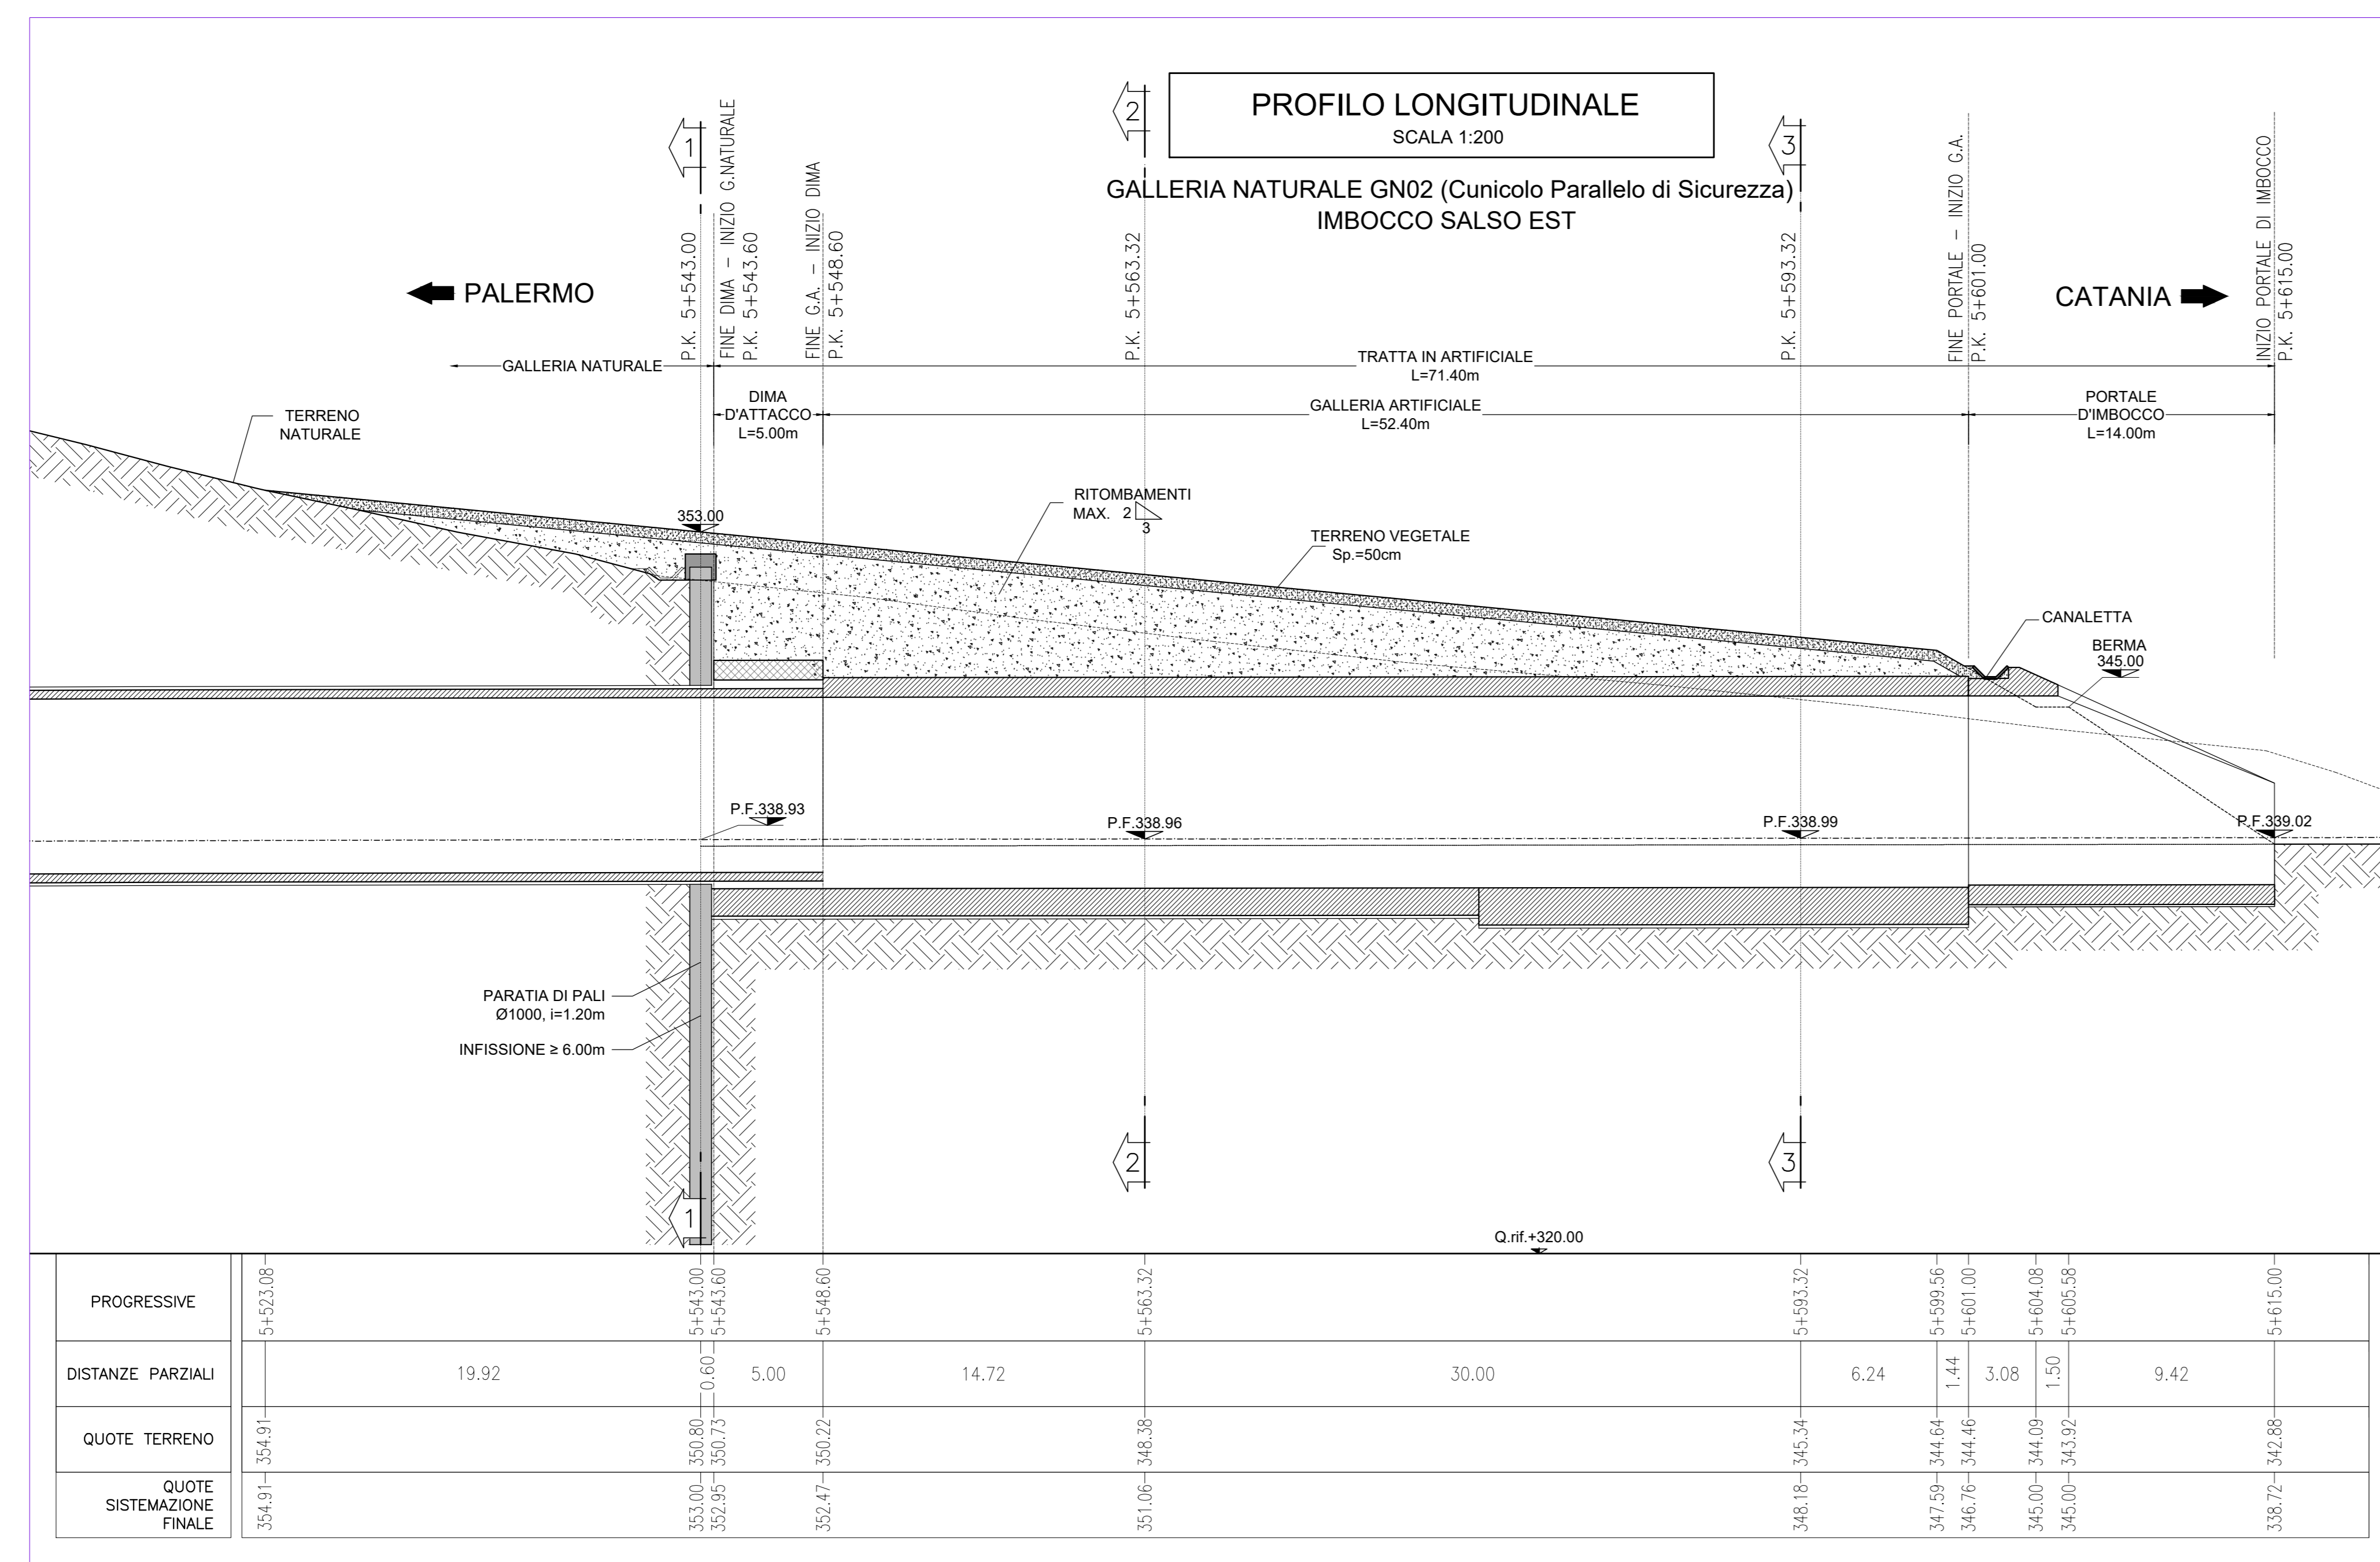 PROFILO LONGITUDINALE
SCALA 1:200
GALLERIA NATURALE GN02 (Cunicolo Parallelo di Sicurezza)
IMBOCCO SALSO EST
1
2
3
P.K. 5+543.00
FINE DIMA – INIZIO G.NATURALE
P.K. 5+543.60
FINE G.A. – INIZIO DIMA
P.K. 5+548.60
P.K. 5+563.32
P.K. 5+593.32
FINE PORTALE – INIZIO G.A.
P.K. 5+601.00
INIZIO PORTALE DI IMBOCCO
P.K. 5+615.00
PALERMO
CATANIA
GALLERIA NATURALE
TRATTA IN ARTIFICIALE
L=71.40m
DIMA
D'ATTACCO
L=5.00m
GALLERIA ARTIFICIALE
L=52.40m
PORTALE
D'IMBOCCO
L=14.00m
TERRENO
NATURALE
353.00
RITOMBAMENTI
MAX. 2
3
TERRENO VEGETALE
Sp.=50cm
CANALETTA
BERMA
345.00
P.F.338.93
P.F.338.96
P.F.338.99
P.F.339.02
PARATIA DI PALI
Ø1000, i=1.20m
INFISSIONE ≥ 6.00m
1
2
3
Q.rif.+320.00
PROGRESSIVE
5+523.08
5+543.00
5+543.60
5+548.60
5+563.32
5+593.32
5+599.56
5+601.00
5+604.08
5+605.58
5+615.00
DISTANZE PARZIALI
19.92
0.60
5.00
14.72
30.00
6.24
1.44
3.08
1.50
9.42
QUOTE TERRENO
354.91
350.80
350.73
350.22
348.38
345.34
344.64
344.46
344.09
343.92
342.88
QUOTE
SISTEMAZIONE
FINALE
354.91
353.00
352.95
352.47
351.06
348.18
347.59
346.76
345.00
345.00
338.72